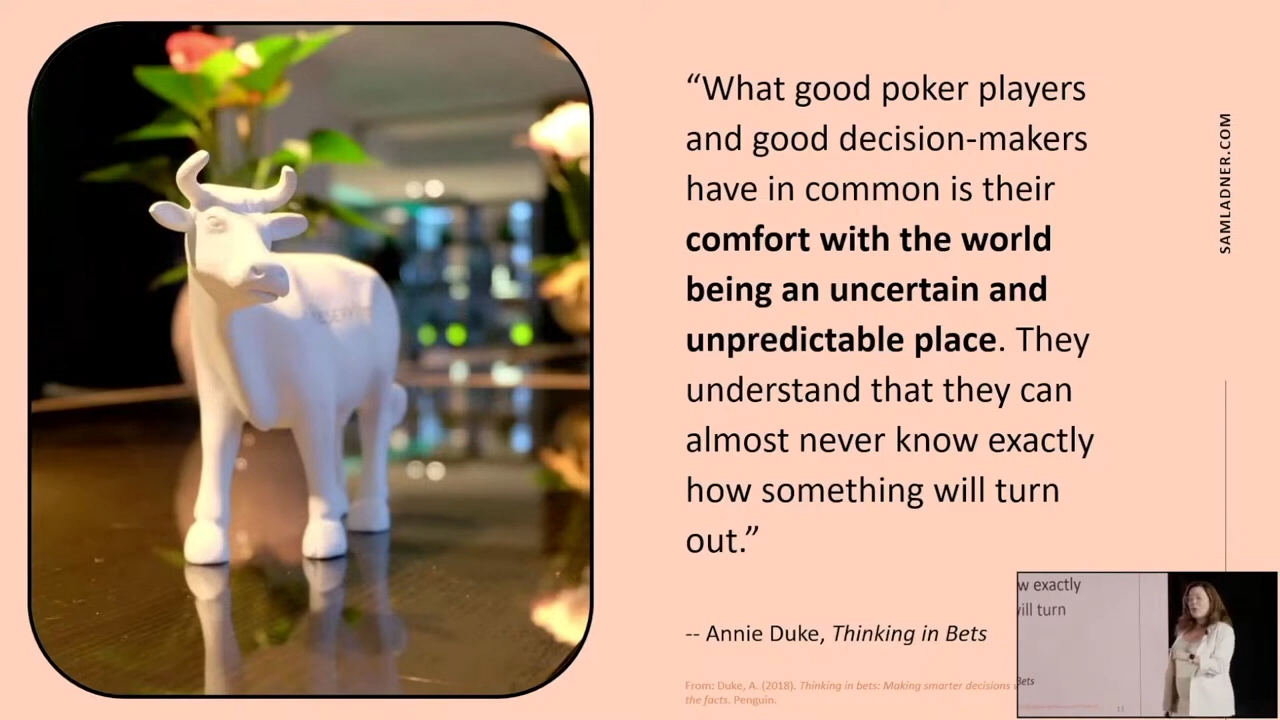 “What good poker players
and good decision-makers
have in common is their
comfort with the world
being an uncertain and
unpredictable place. They
understand that they can
almost never know exactly
how something will turn
out.”
-- Annie Duke, Thinking in Bets
From: Duke, A. (2018). Thinking in bets: Making smarter decisions
the facts. Penguin.
SAMLADNER.COM
w exactly
will turn
Bets
11